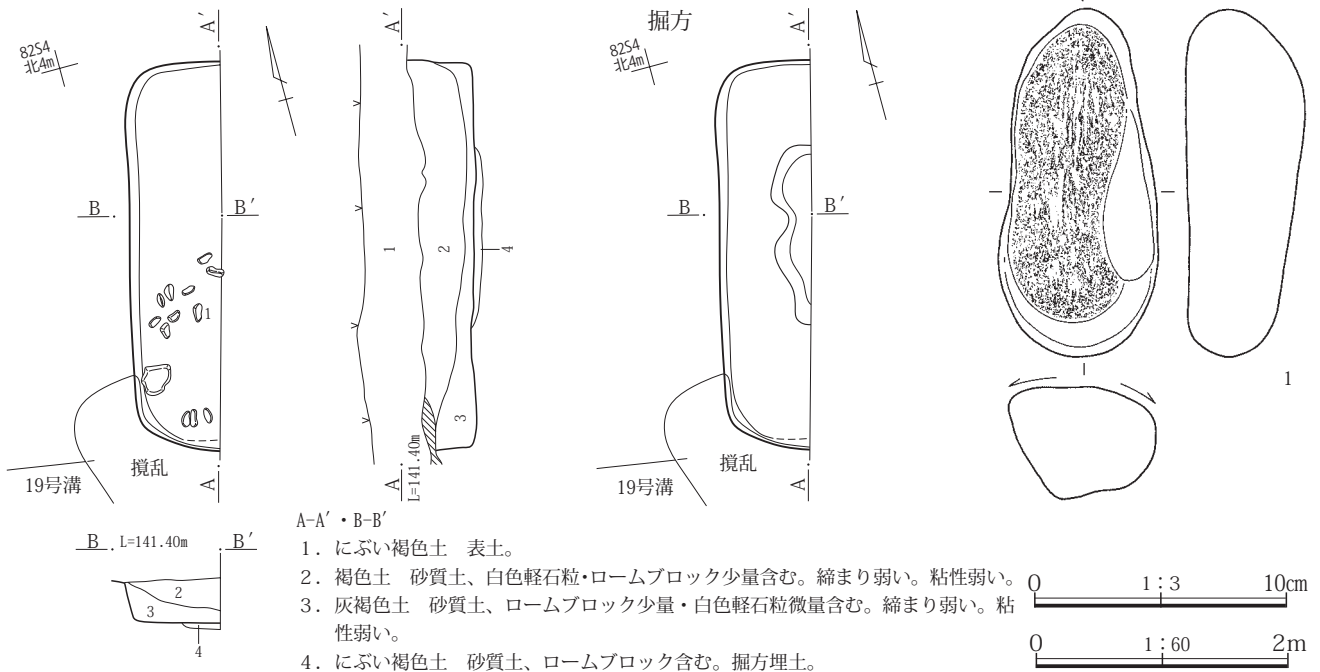 A′
82S4
北4m
B
B′
1
撹乱
19号溝
A
A′
1
2
3
4
A
L=141.40m
掘方
A′
82S4
北4m
B
B′
撹乱
19号溝
A
1
B L=141.40m B′
2
3
4
A-A′・B-B′
1．にぶい褐色土　表土。
2．褐色土　砂質土、白色軽石粒・ロームブロック少量含む。締まり弱い。粘性弱い。
3．灰褐色土　砂質土、ロームブロック少量・白色軽石粒微量含む。締まり弱い。粘
性弱い。
4．にぶい褐色土　砂質土、ロームブロック含む。掘方埋土。
0 1:3 10cm
0 1:60 2m